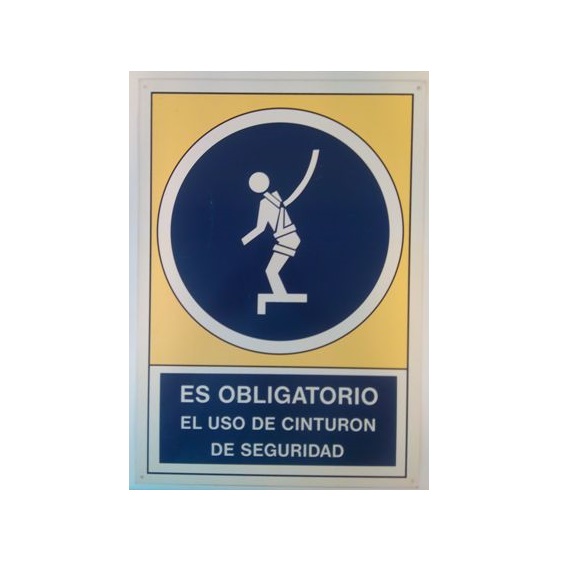 ES OBLIGATORIO
EL USO DE CINTURON
DE SEGURIDAD